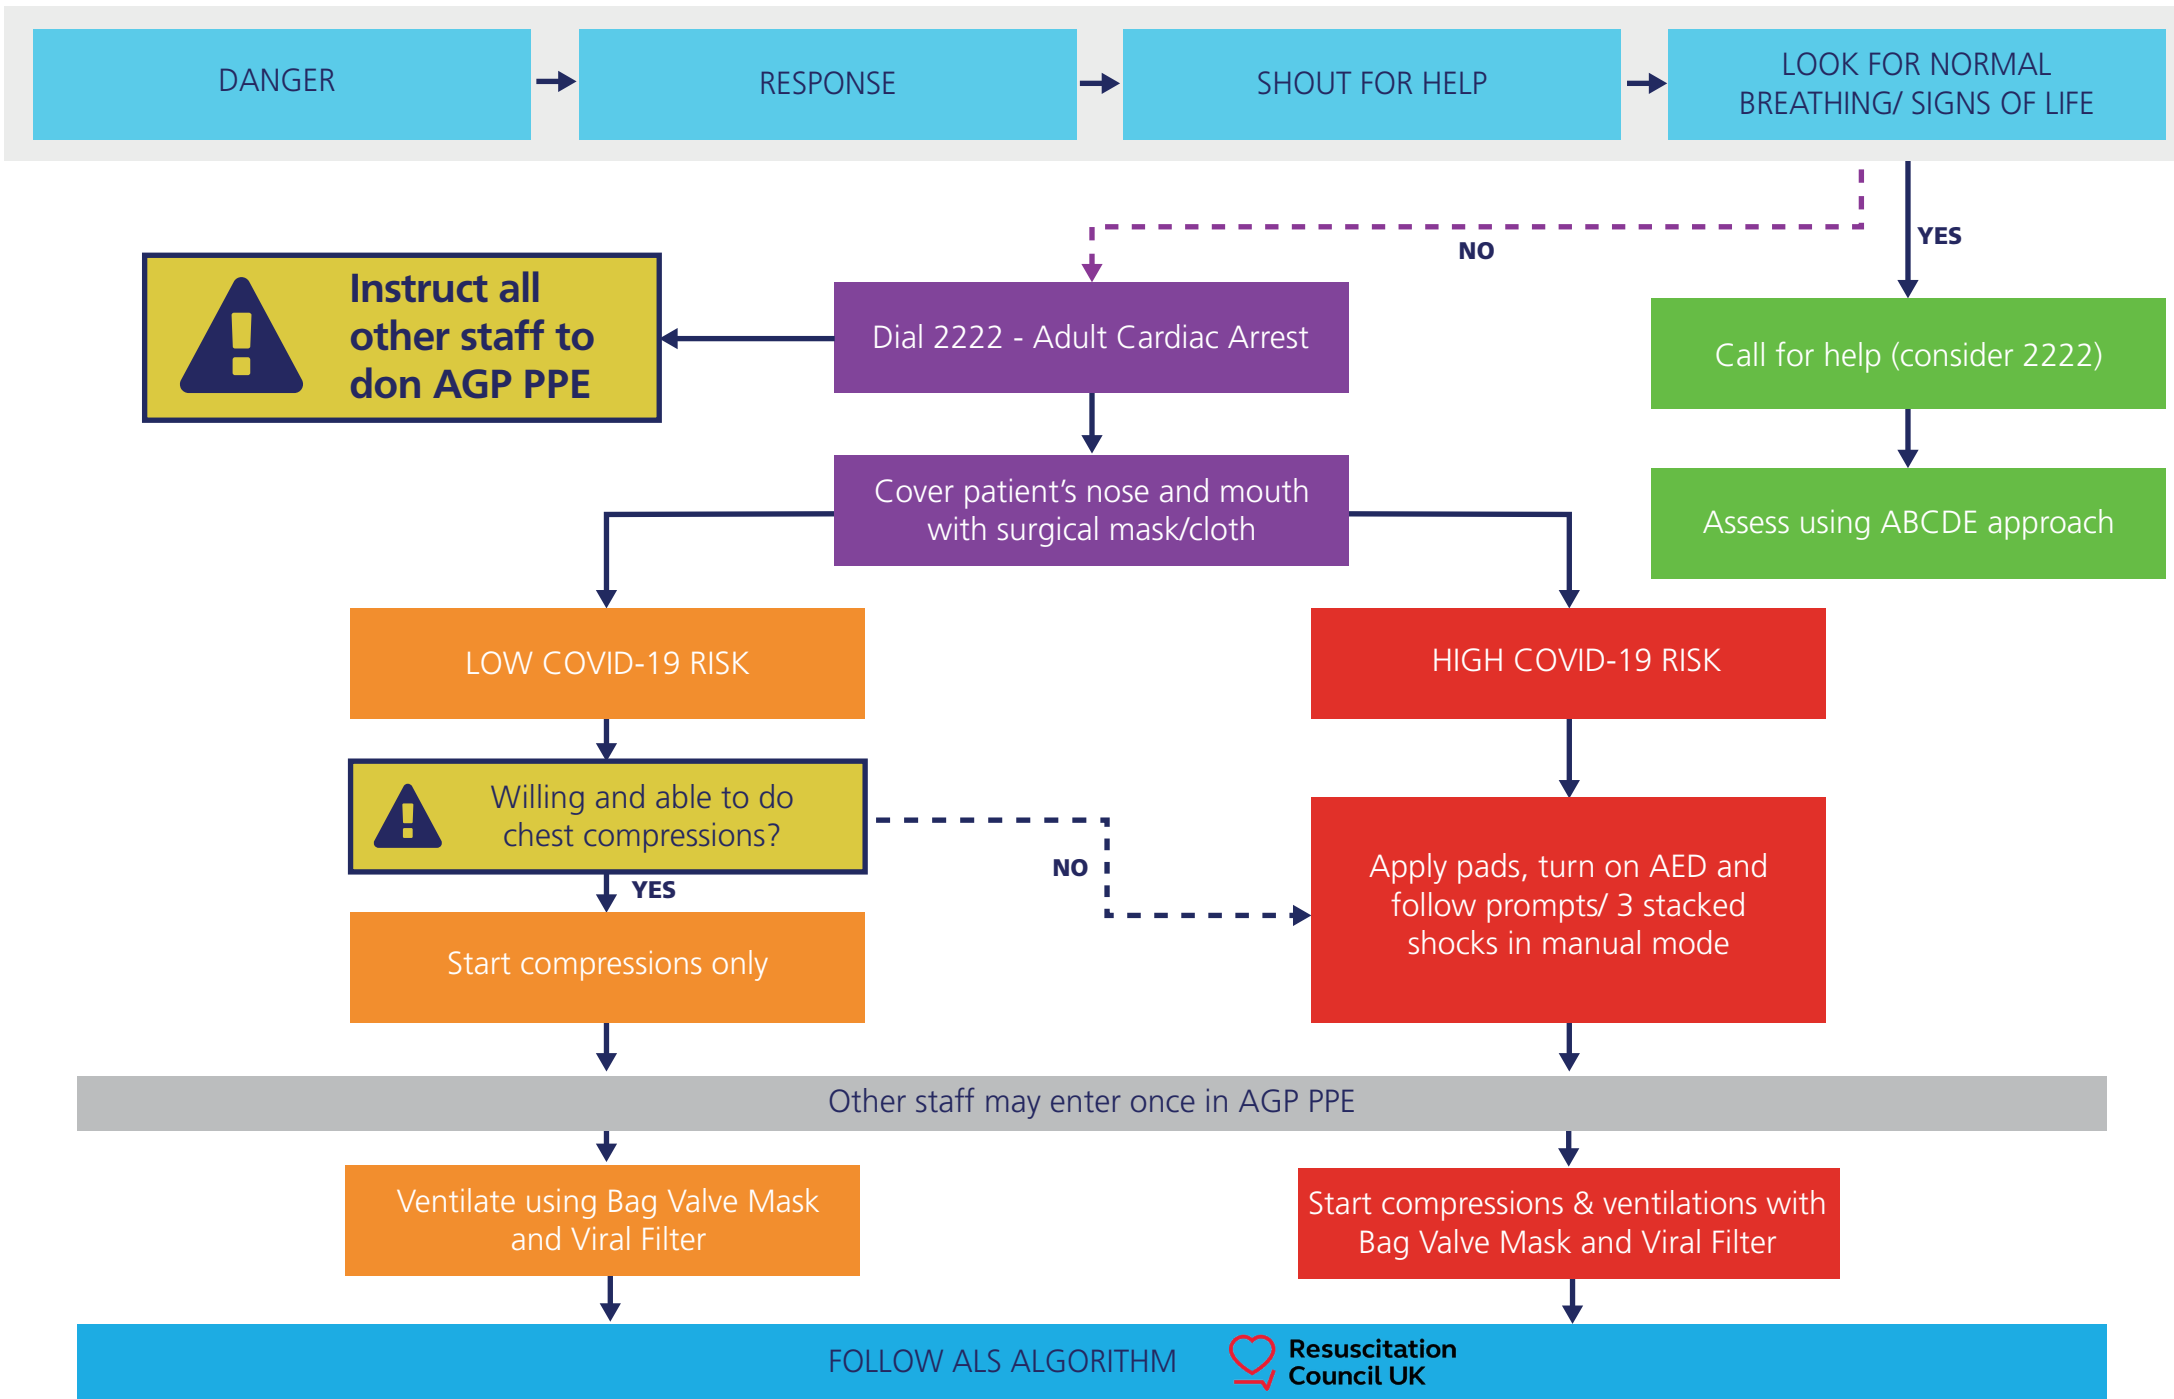 DANGER
RESPONSE
SHOUT FOR HELP
LOOK FOR NORMAL
BREATHING/ SIGNS OF LIFE
NO
YES
Instruct all
other staff to
don AGP PPE
Dial 2222 - Adult Cardiac Arrest
Call for help (consider 2222)
Cover patient's nose and mouth
with surgical mask/cloth
Assess using ABCDE approach
LOW COVID-19 RISK
HIGH COVID-19 RISK
Willing and able to do
chest compressions?
NO
YES
Apply pads, turn on AED and
follow prompts/ 3 stacked
shocks in manual mode
Start compressions only
Other staff may enter once in AGP PPE
Ventilate using Bag Valve Mask
and Viral Filter
Start compressions & ventilations with
Bag Valve Mask and Viral Filter
FOLLOW ALS ALGORITHM
Resuscitation
Council UK